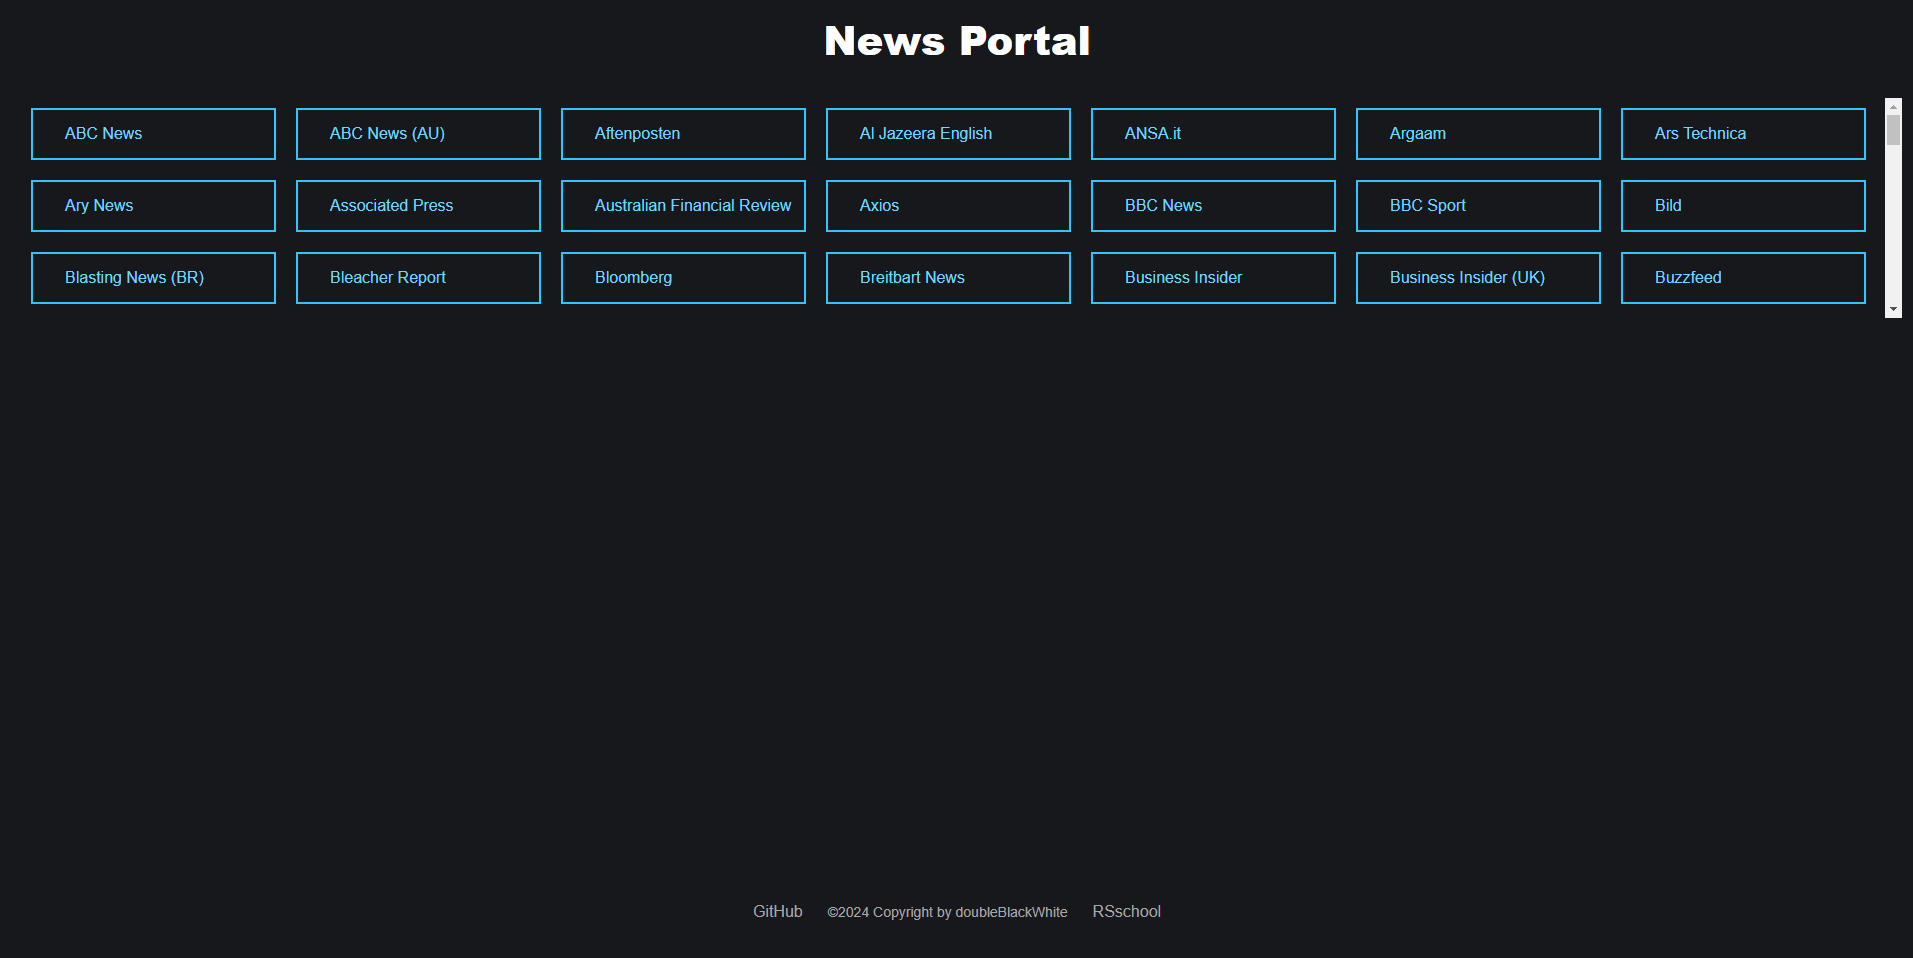 News Portal
ABC News ABC News (AU) Aftenposten Al Jazeera English ANSA.it Argaam Ars Technica
Ary News Associated Press Australian Financial Review Axios BBC News BBC Sport Bild
Blasting News (BR) Bleacher Report Bloomberg Breitbart News Business Insider Business Insider (UK) Buzzfeed
GitHub ©2024 Copyright by doubleBlackWhite RSschool